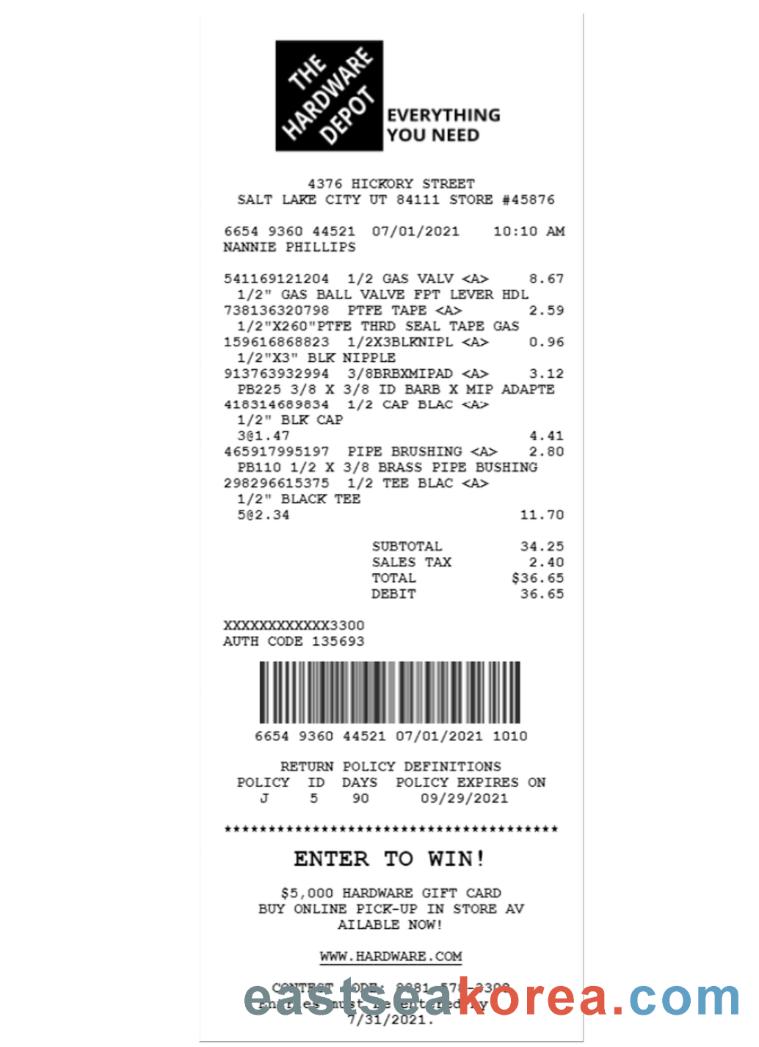 THE
HARDWARE
DEPOT
EVERYTHING
YOU NEED
4376 HICKORY STREET
SALT LAKE CITY UT 84111 STORE #45876
6654 9360 44521 07/01/2021 10:10 AM
NANNIE PHILLIPS
541169121204 1/2 GAS VALV <A> 8.67
1/2" GAS BALL VALVE FPT LEVER HDL
738136320798 PTFE TAPE <A> 2.59
1/2"X260"PTFE THRD SEAL TAPE GAS
159616868823 1/2X3BLKNIPL <A> 0.96
1/2"X3" BLK NIPPLE
913763932994 3/8BRBXMIPAD <A> 3.12
PB225 3/8 X 3/8 ID BARB X MIP ADAPTE
418314689834 1/2 CAP BLAC <A>
1/2" BLK CAP
3@1.47 4.41
465917995197 PIPE BRUSHING <A> 2.80
PB110 1/2 X 3/8 BRASS PIPE BUSHING
298296615375 1/2 TEE BLAC <A>
1/2" BLACK TEE
5@2.34 11.70
SUBTOTAL 34.25
SALES TAX 2.40
TOTAL $36.65
DEBIT 36.65
XXXXXXXXXXXX3300
AUTH CODE 135693
6654 9360 44521 07/01/2021 1010
RETURN POLICY DEFINITIONS
POLICY ID DAYS POLICY EXPIRES ON
J 5 90 09/29/2021
****************************************
ENTER TO WIN!
$5,000 HARDWARE GIFT CARD
BUY ONLINE PICK-UP IN STORE AV
AILABLE NOW!
WWW.HARDWARE.COM
CONTEST CODE:
eastseakorea.com
Entries must be entered by
7/31/2021.